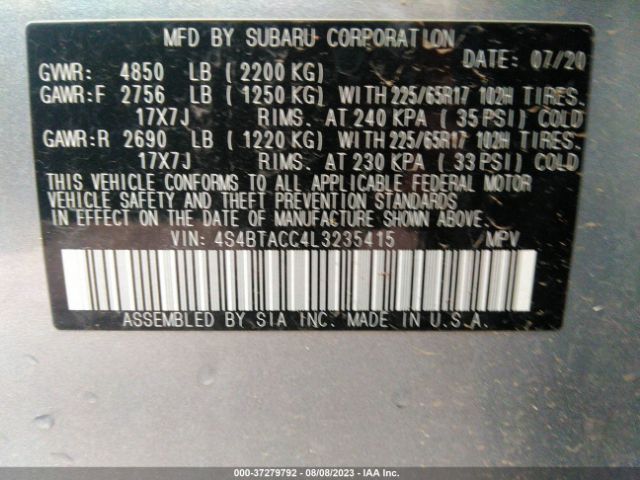 MFD BY SUBARU CORPORATION
DATE: 07/20
GVWR: 4850 LB (2200 KG)
GAWR:F 2756 LB (1250 KG) WITH 225/65R17 102H TIRES.
17X7J RIMS. AT 240 KPA (35 PSI) COLD
GAWR:R 2690 LB (1220 KG) WITH 225/65R17 102H TIRES.
17X7J RIMS. AT 230 KPA (33 PSI) COLD
THIS VEHICLE CONFORMS TO ALL APPLICABLE FEDERAL MOTOR
VEHICLE SAFETY AND THEFT PREVENTION STANDARDS
IN EFFECT ON THE DATE OF MANUFACTURE SHOWN ABOVE.
VIN: 4S4BTACC4L3235415 MPV
ASSEMBLED BY SIA INC. MADE IN U.S.A.
000-37279792 - 08/08/2023 - IAA Inc.